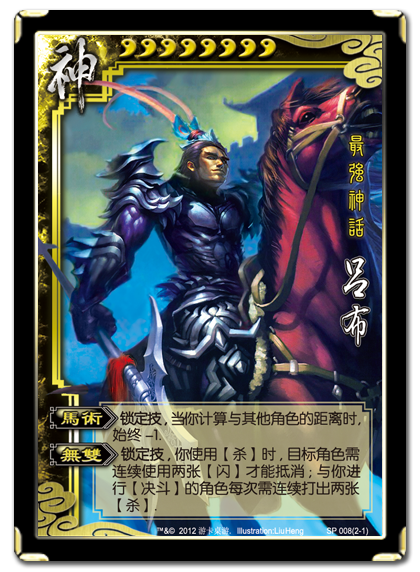 神
最強神話
呂布
馬術 锁定技,当你计算与其他角色的距离时,
始终 -1.
無雙 锁定技,你使用【杀】时,目标角色需
连续使用两张【闪】才能抵消;与你进
行【决斗】的角色每次需连续打出两张
【杀】.
™&© 2012 游卡桌游. Illustration:LiuHeng SP 008(2-1)